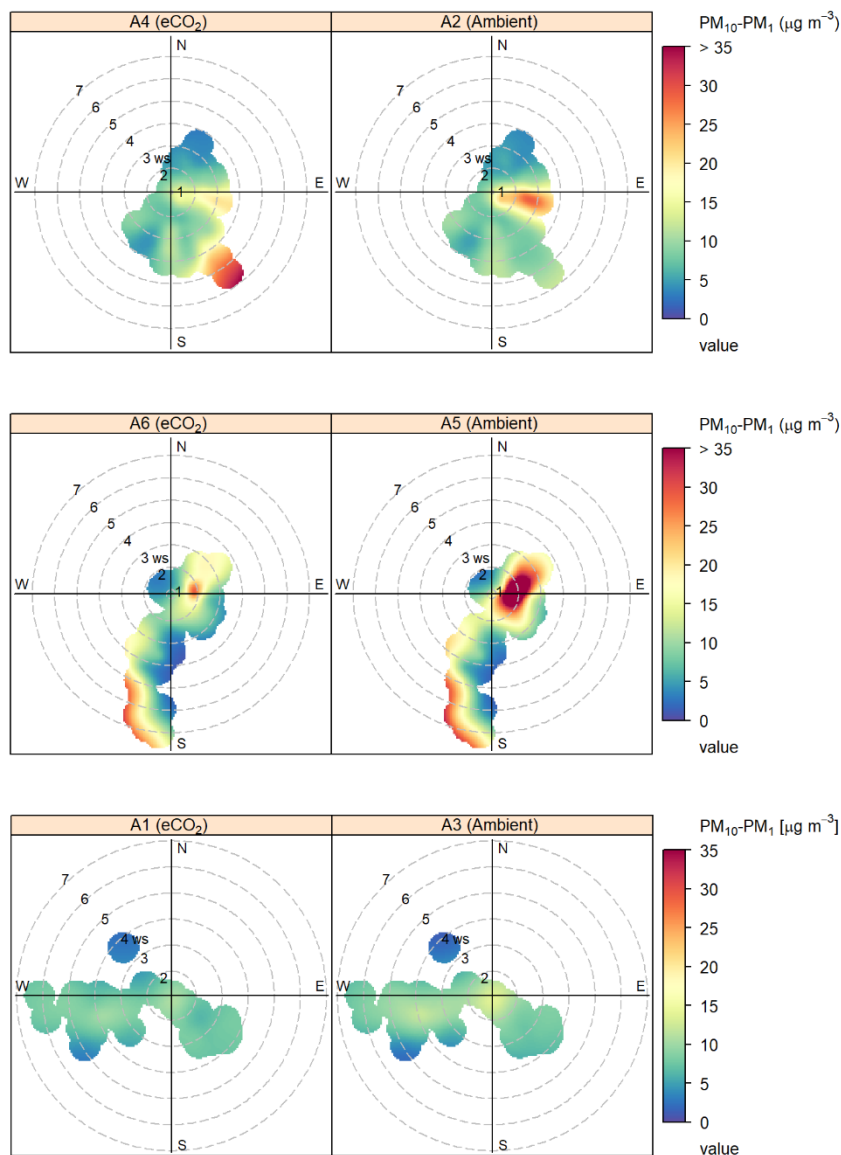 A4 (eCO₂) A2 (Ambient) PM₁₀-PM₁ (μg m⁻³)
N N > 35
7 7 30
6 6
5 5 25
4 4
3 ws 3 ws 20
2 2
W 1 E W 1 E 15
10
5
0
S S
value
A6 (eCO₂) A5 (Ambient) PM₁₀-PM₁ (μg m⁻³)
N N > 35
7 7 30
6 6
5 5 25
4 4
3 ws 3 ws 20
2 2
W 1 E W 1 E 15
10
5
0
S S
value
A1 (eCO₂) A3 (Ambient) PM₁₀-PM₁ [μg m⁻³]
N N 35
7 7 30
6 6
5 5 25
4 ws 4 ws
3 3 20
2 2
W E W E 15
10
5
0
S S
value